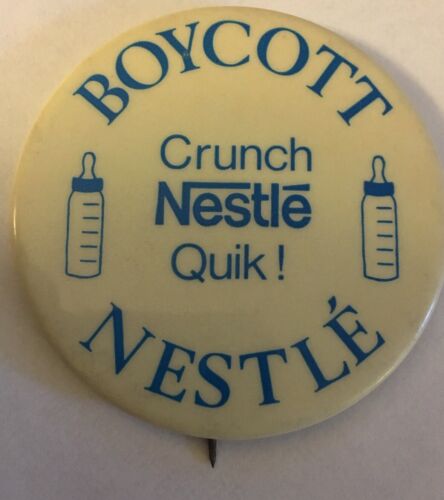 BOYCOTT
Crunch
Nestlé
Quik!
NESTLÉ